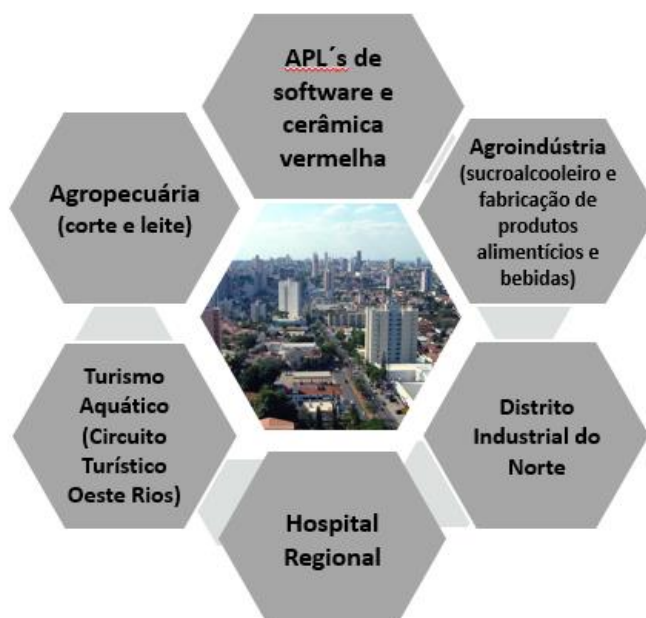 APL´s de
software e
cerâmica
vermelha
Agroindústria
(sucroalcooleiro e
fabricação de
produtos
alimentícios e
bebidas)
Distrito
Industrial do
Norte
Hospital
Regional
Turismo
Aquático
(Circuito
Turístico
Oeste Rios)
Agropecuária
(corte e leite)